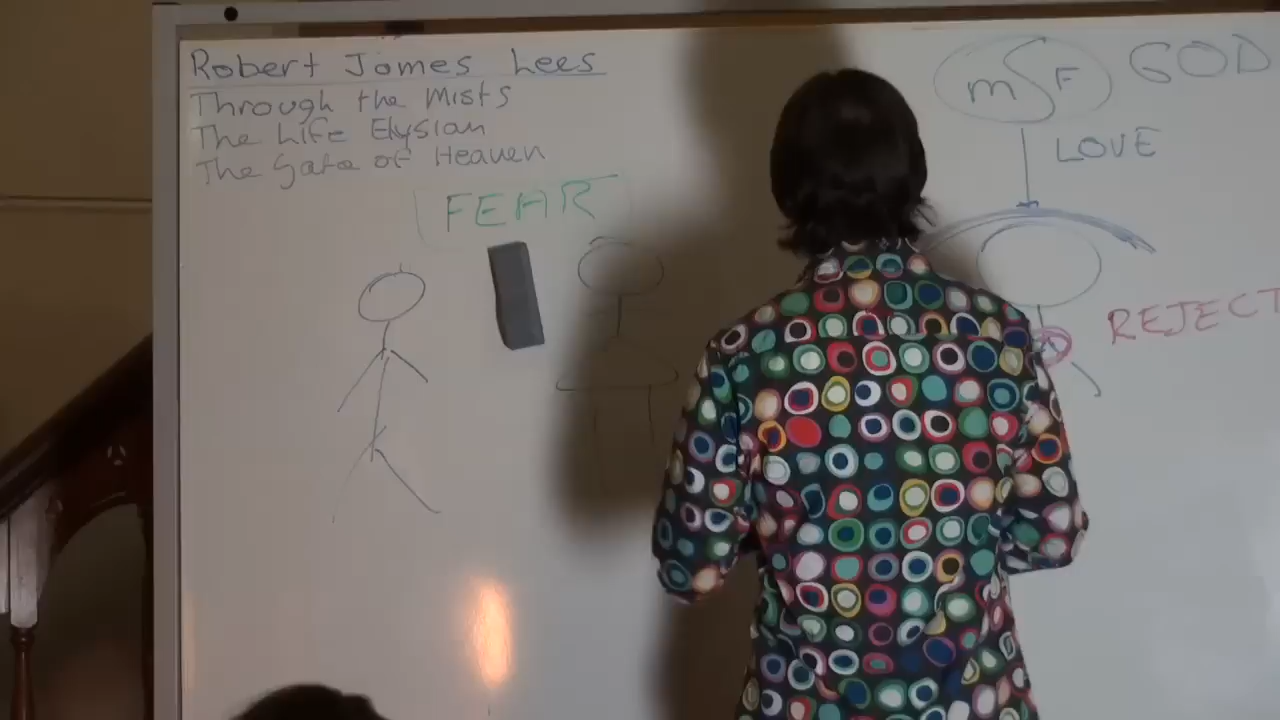 Robert James Lees
Through the Mists
The Life Elysian
The Gate of Heaven
FEAR
m F
GOD
LOVE
REJECT